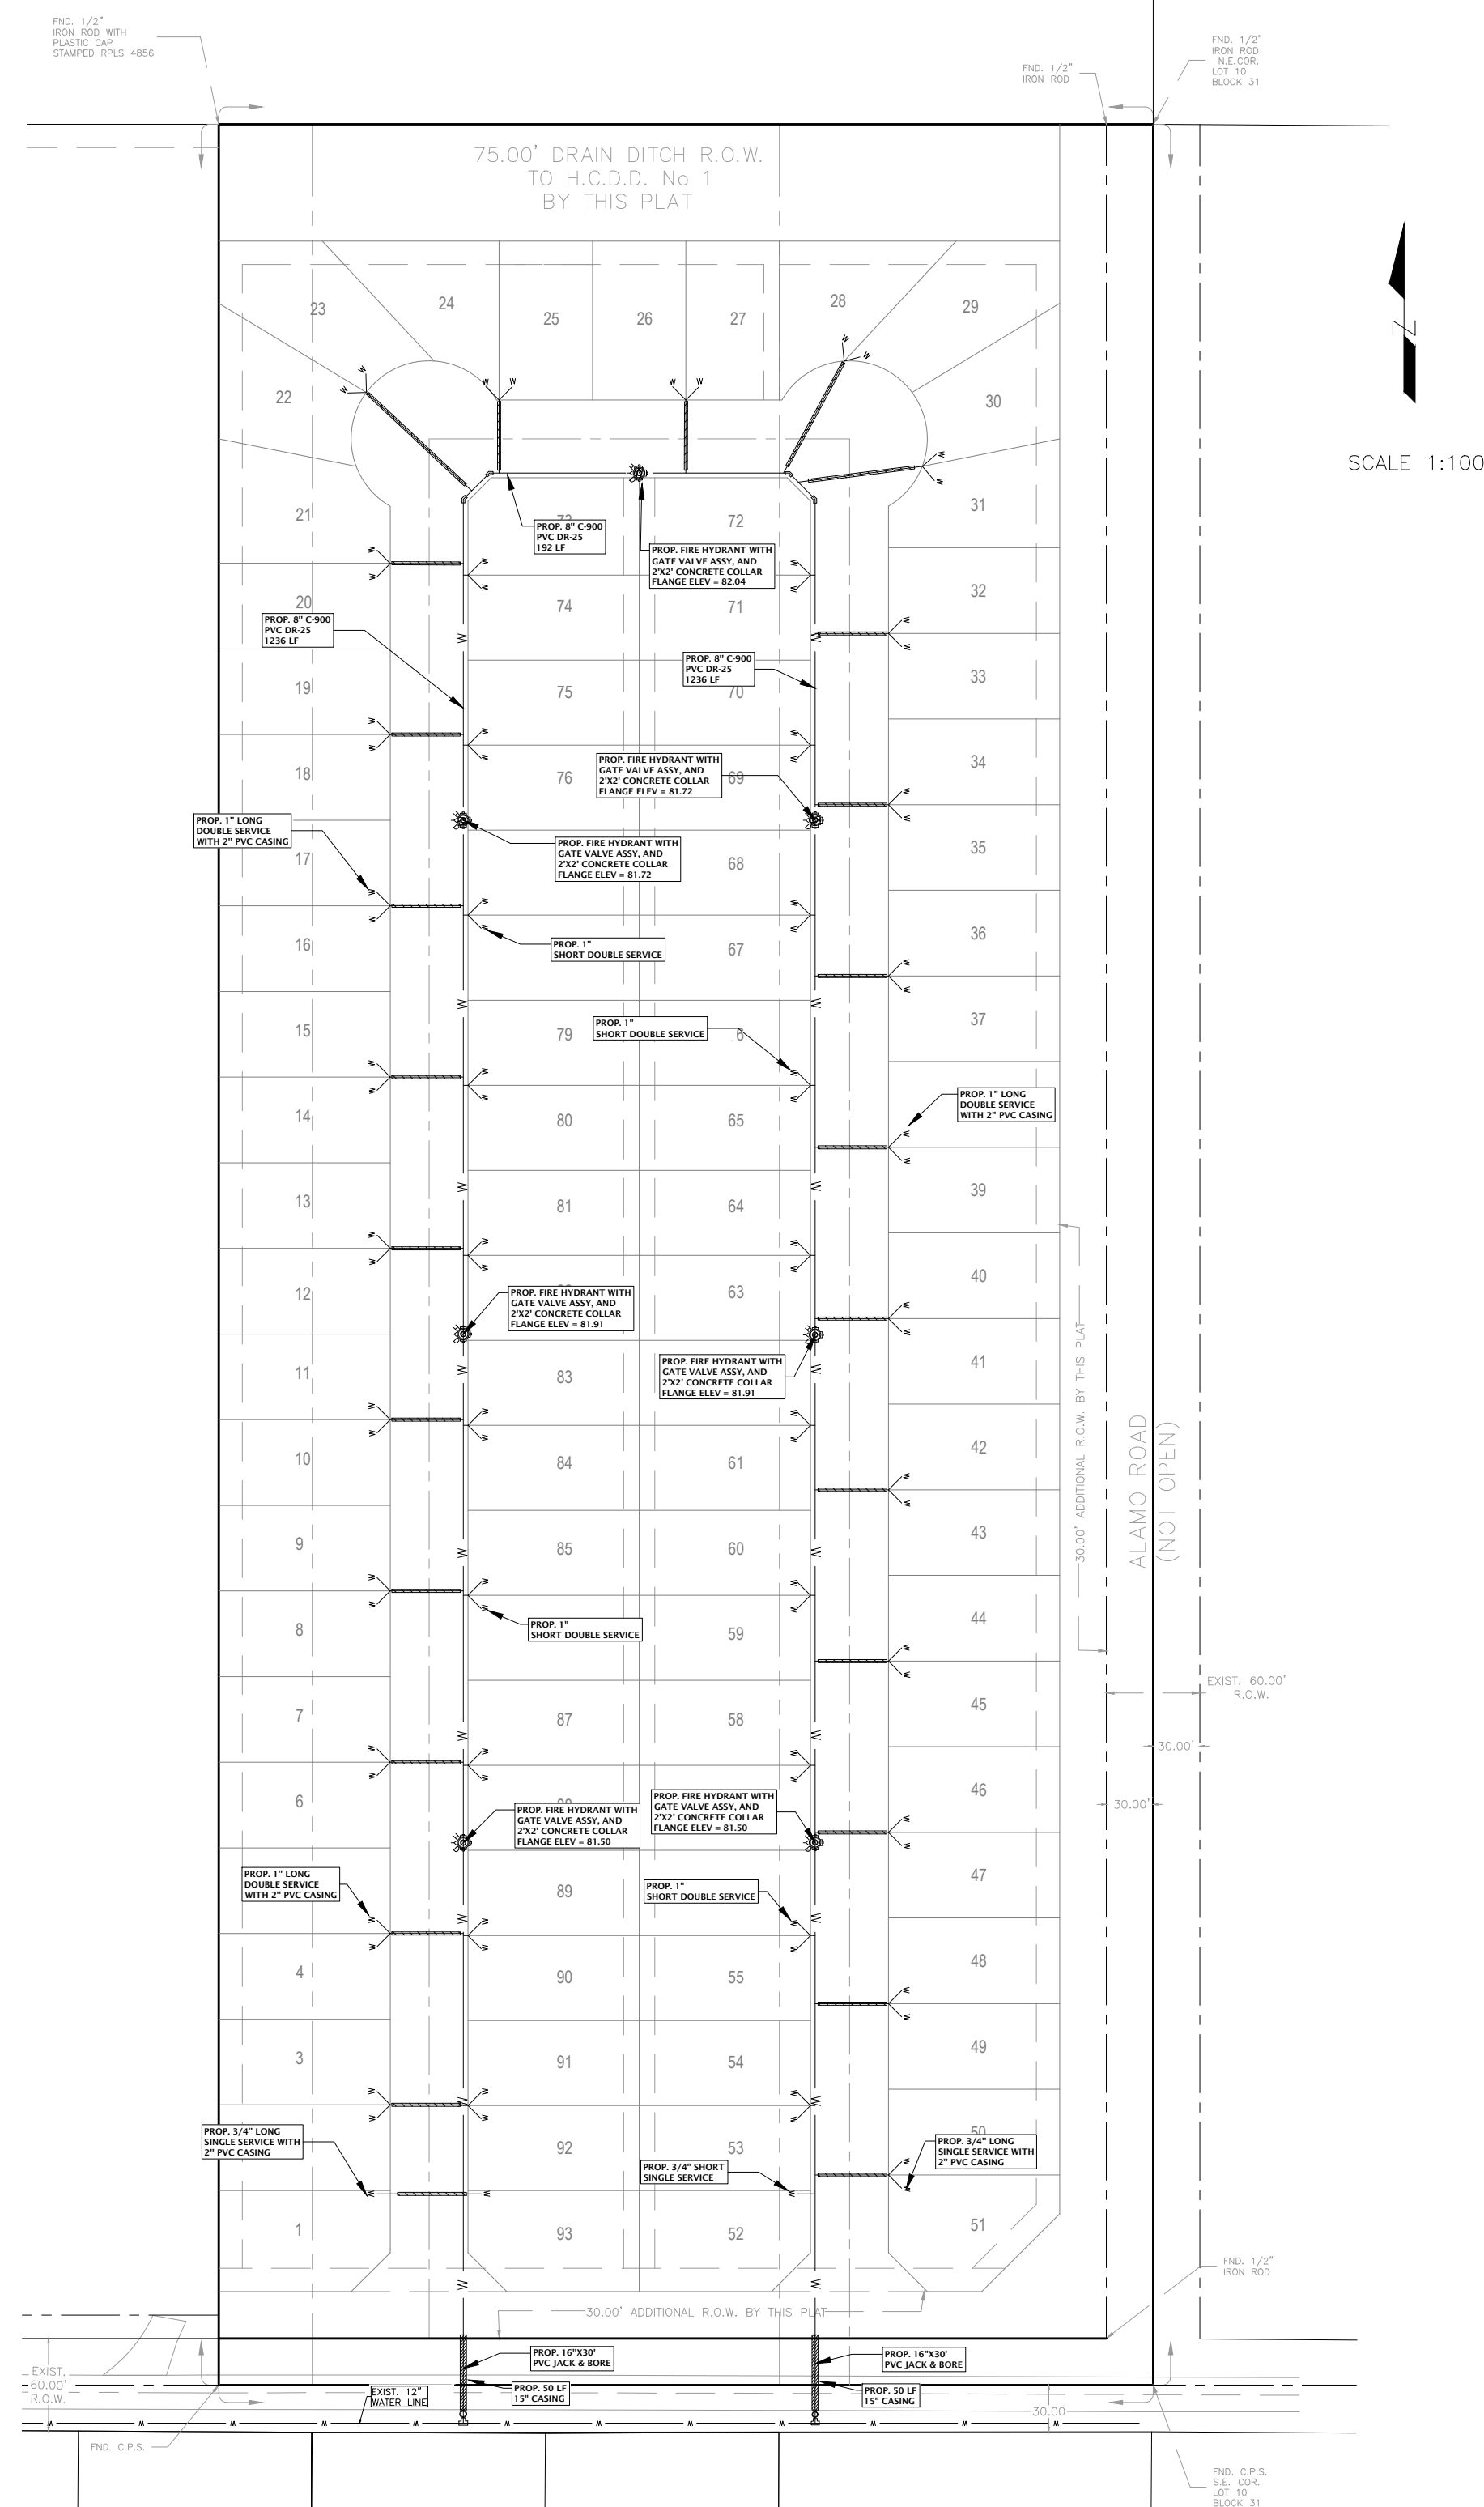 FND. 1/2"
IRON ROD WITH
PLASTIC CAP
STAMPED RPLS 4856
FND. 1/2"
IRON ROD
FND. 1/2"
IRON ROD
N.E.COR.
LOT 10
BLOCK 31
75.00' DRAIN DITCH R.O.W.
TO H.C.D.D. No 1
BY THIS PLAT
N
SCALE 1:100
23
24
25
26
27
28
29
22
30
21
31
72
PROP. 8" C-900
PVC DR-25
192 LF
PROP. FIRE HYDRANT WITH
GATE VALVE ASSY, AND
2'X2' CONCRETE COLLAR
FLANGE ELEV = 82.04
20
74
71
32
PROP. 8" C-900
PVC DR-25
1236 LF
PROP. 8" C-900
PVC DR-25
1236 LF
19
75
70
33
18
76
69
34
PROP. FIRE HYDRANT WITH
GATE VALVE ASSY, AND
2'X2' CONCRETE COLLAR
FLANGE ELEV = 81.72
PROP. 1" LONG
DOUBLE SERVICE
WITH 2" PVC CASING
PROP. FIRE HYDRANT WITH
GATE VALVE ASSY, AND
2'X2' CONCRETE COLLAR
FLANGE ELEV = 81.72
17
68
35
16
67
36
PROP. 1"
SHORT DOUBLE SERVICE
15
79
6
37
PROP. 1"
SHORT DOUBLE SERVICE
14
80
65
PROP. 1" LONG
DOUBLE SERVICE
WITH 2" PVC CASING
13
81
64
39
12
63
40
PROP. FIRE HYDRANT WITH
GATE VALVE ASSY, AND
2'X2' CONCRETE COLLAR
FLANGE ELEV = 81.91
11
83
41
PROP. FIRE HYDRANT WITH
GATE VALVE ASSY, AND
2'X2' CONCRETE COLLAR
FLANGE ELEV = 81.91
30.00' ADDITIONAL R.O.W. BY THIS PLAT
ALAMO ROAD
(NOT OPEN)
10
84
61
42
9
85
60
43
8
59
44
PROP. 1"
SHORT DOUBLE SERVICE
7
87
58
45
EXIST. 60.00'
R.O.W.
30.00'
30.00'
6
46
PROP. FIRE HYDRANT WITH
GATE VALVE ASSY, AND
2'X2' CONCRETE COLLAR
FLANGE ELEV = 81.50
PROP. FIRE HYDRANT WITH
GATE VALVE ASSY, AND
2'X2' CONCRETE COLLAR
FLANGE ELEV = 81.50
PROP. 1" LONG
DOUBLE SERVICE
WITH 2" PVC CASING
89
PROP. 1"
SHORT DOUBLE SERVICE
47
4
90
55
48
3
91
54
49
PROP. 3/4" LONG
SINGLE SERVICE WITH
2" PVC CASING
92
53
50
PROP. 3/4" SHORT
SINGLE SERVICE
PROP. 3/4" LONG
SINGLE SERVICE WITH
2" PVC CASING
1
93
52
51
FND. 1/2"
IRON ROD
30.00' ADDITIONAL R.O.W. BY THIS PLAT
PROP. 16"X30'
PVC JACK & BORE
PROP. 16"X30'
PVC JACK & BORE
EXIST.
60.00'
R.O.W.
EXIST. 12"
WATER LINE
PROP. 50 LF
15" CASING
PROP. 50 LF
15" CASING
30.00
W W W W W W W W W W W W
FND. C.P.S.
FND. C.P.S.
S.E. COR.
LOT 10
BLOCK 31